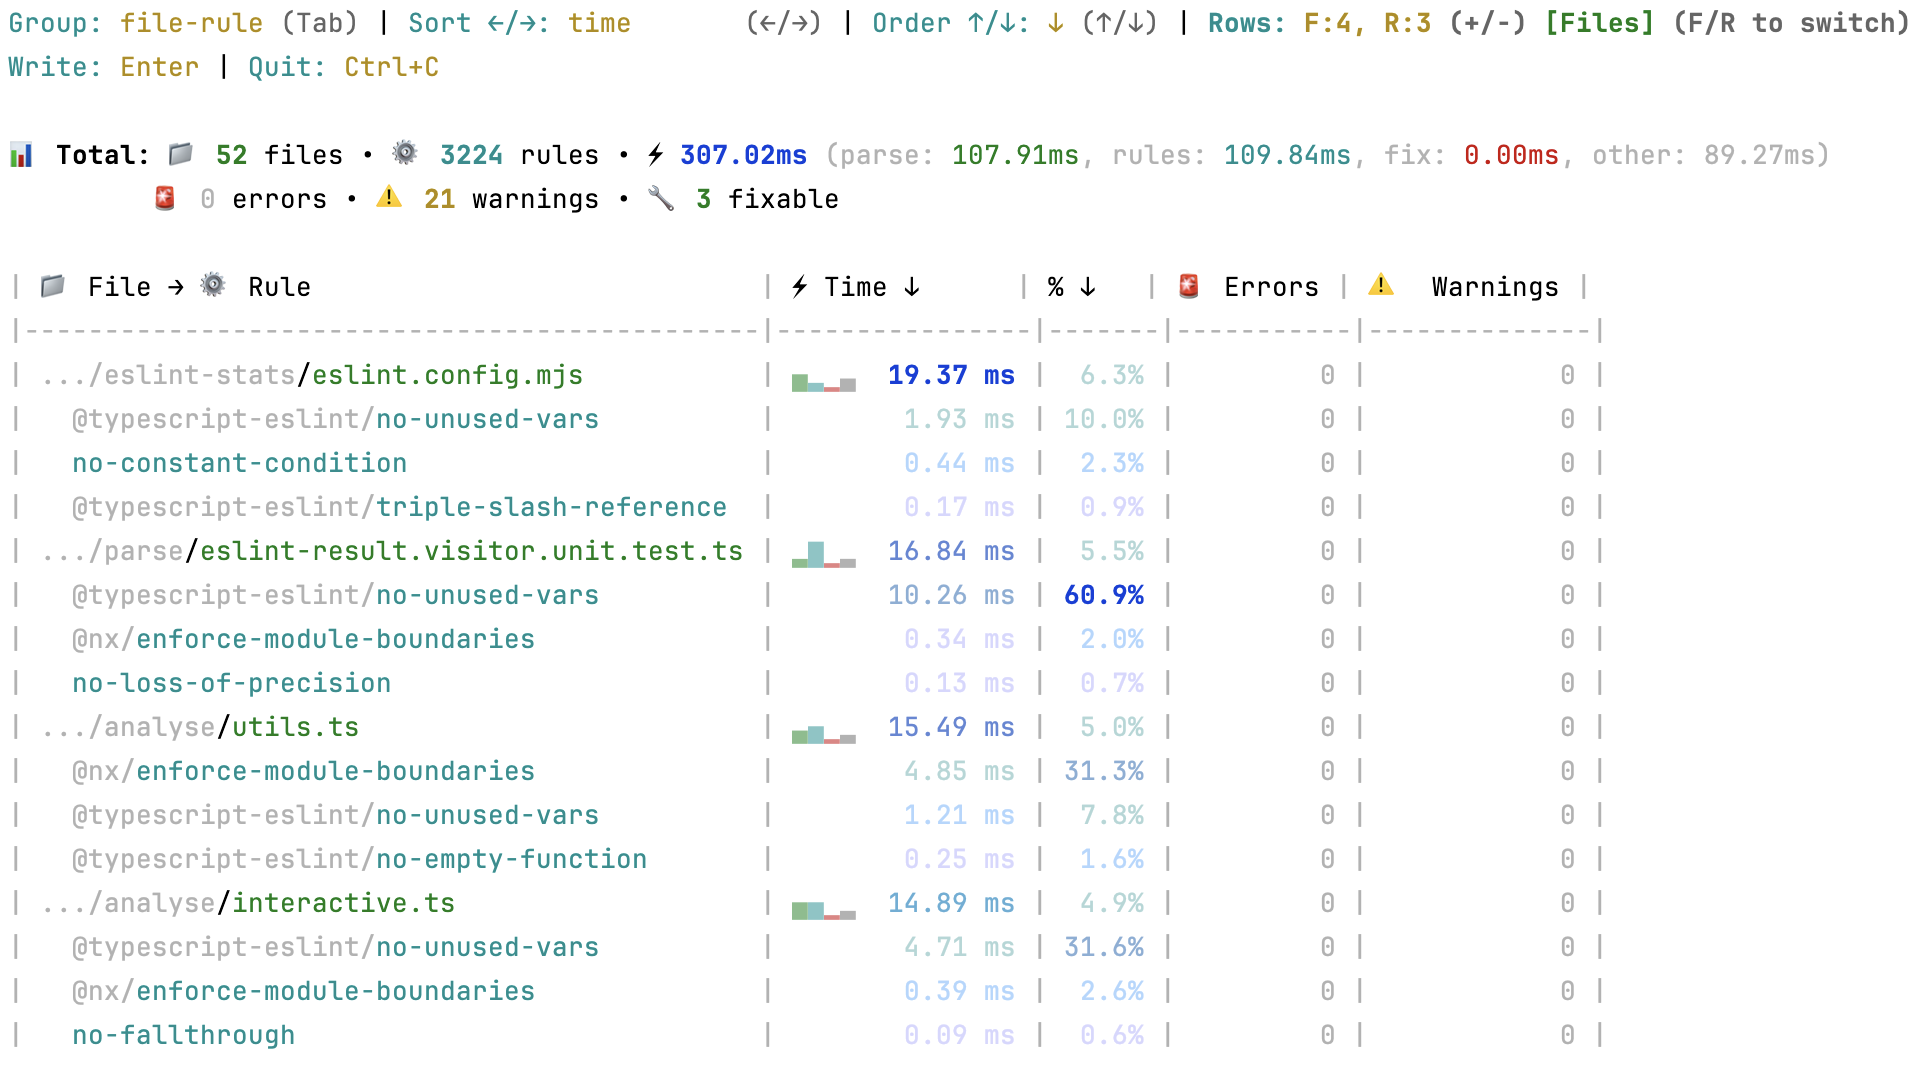 Group: file-rule (Tab) | Sort ←/→: time (←/→) | Order ↑/↓: ↓ (↑/↓) | Rows: F:4, R:3 (+/-) [Files] (F/R to switch)
Write: Enter | Quit: Ctrl+C
📊 Total: 📁 52 files • ⚙️ 3224 rules • ⚡ 307.02ms (parse: 107.91ms, rules: 109.84ms, fix: 0.00ms, other: 89.27ms)
🚨 0 errors • ⚠️ 21 warnings • 🔧 3 fixable
| 📁 File → ⚙️ Rule | ⚡ Time ↓ | % ↓ | 🚨 Errors | ⚠️ Warnings |
|----------------------------------------------|----------------|-------|-----------|--------------|
| .../eslint-stats/eslint.config.mjs | 19.37 ms | 6.3% | 0 | 0 |
| @typescript-eslint/no-unused-vars | 1.93 ms | 10.0% | 0 | 0 |
| no-constant-condition | 0.44 ms | 2.3% | 0 | 0 |
| @typescript-eslint/triple-slash-reference | 0.17 ms | 0.9% | 0 | 0 |
| .../parse/eslint-result.visitor.unit.test.ts | 16.84 ms | 5.5% | 0 | 0 |
| @typescript-eslint/no-unused-vars | 10.26 ms | 60.9% | 0 | 0 |
| @nx/enforce-module-boundaries | 0.34 ms | 2.0% | 0 | 0 |
| no-loss-of-precision | 0.13 ms | 0.7% | 0 | 0 |
| .../analyse/utils.ts | 15.49 ms | 5.0% | 0 | 0 |
| @nx/enforce-module-boundaries | 4.85 ms | 31.3% | 0 | 0 |
| @typescript-eslint/no-unused-vars | 1.21 ms | 7.8% | 0 | 0 |
| @typescript-eslint/no-empty-function | 0.25 ms | 1.6% | 0 | 0 |
| .../analyse/interactive.ts | 14.89 ms | 4.9% | 0 | 0 |
| @typescript-eslint/no-unused-vars | 4.71 ms | 31.6% | 0 | 0 |
| @nx/enforce-module-boundaries | 0.39 ms | 2.6% | 0 | 0 |
| no-fallthrough | 0.09 ms | 0.6% | 0 | 0 |